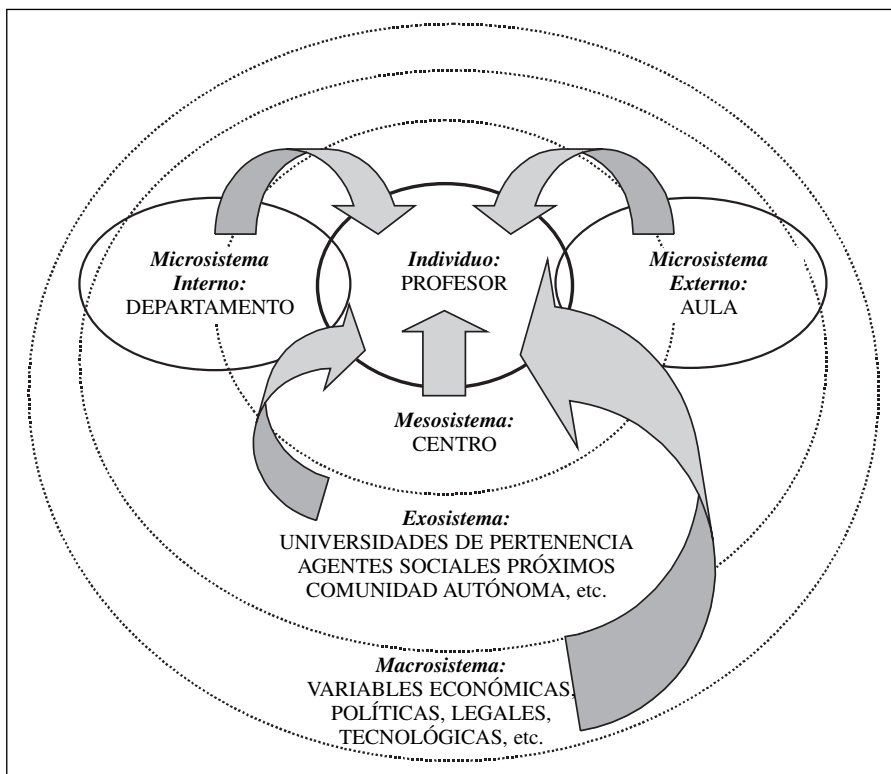 Microsistema
Interno:
DEPARTAMENTO
Individuo:
PROFESOR
Microsistema
Externo:
AULA
Mesosistema:
CENTRO
Exosistema:
UNIVERSIDADES DE PERTENENCIA
AGENTES SOCIALES PRÓXIMOS
COMUNIDAD AUTÓNOMA, etc.
Macrosistema:
VARIABLES ECONÓMICAS,
POLÍTICAS, LEGALES,
TECNOLÓGICAS, etc.